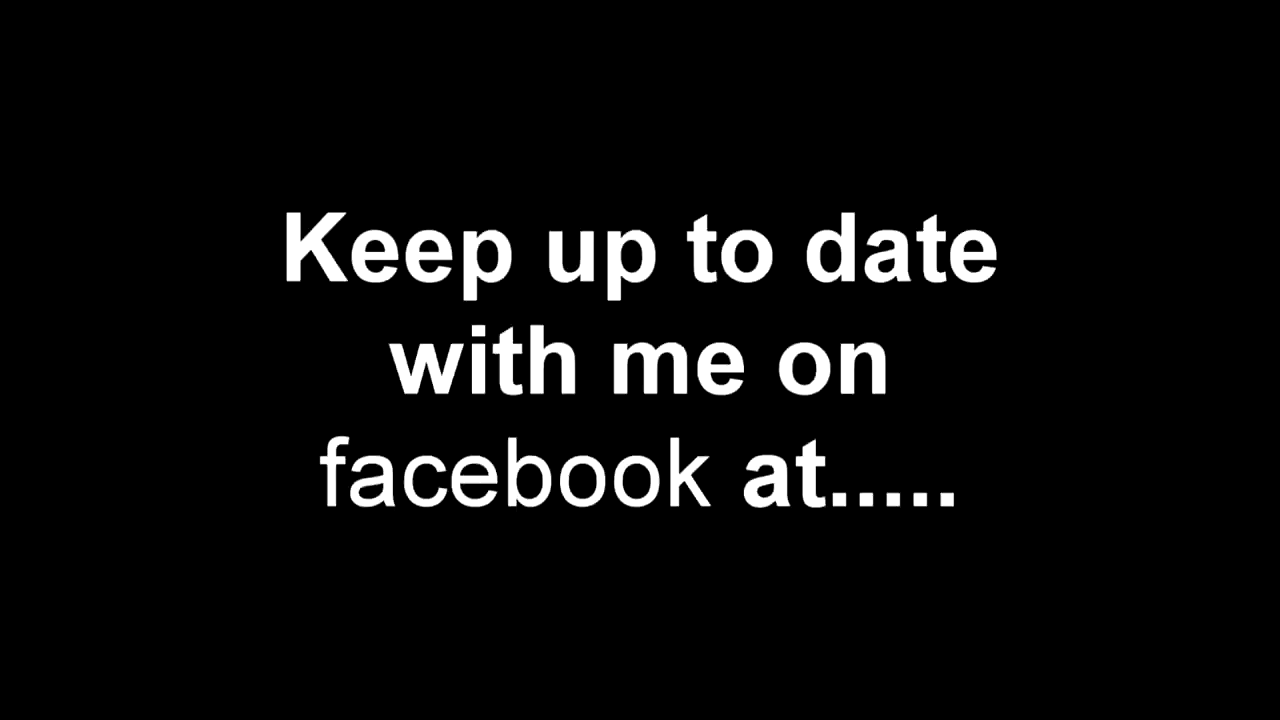 Keep up to date
with me on
facebook at.....